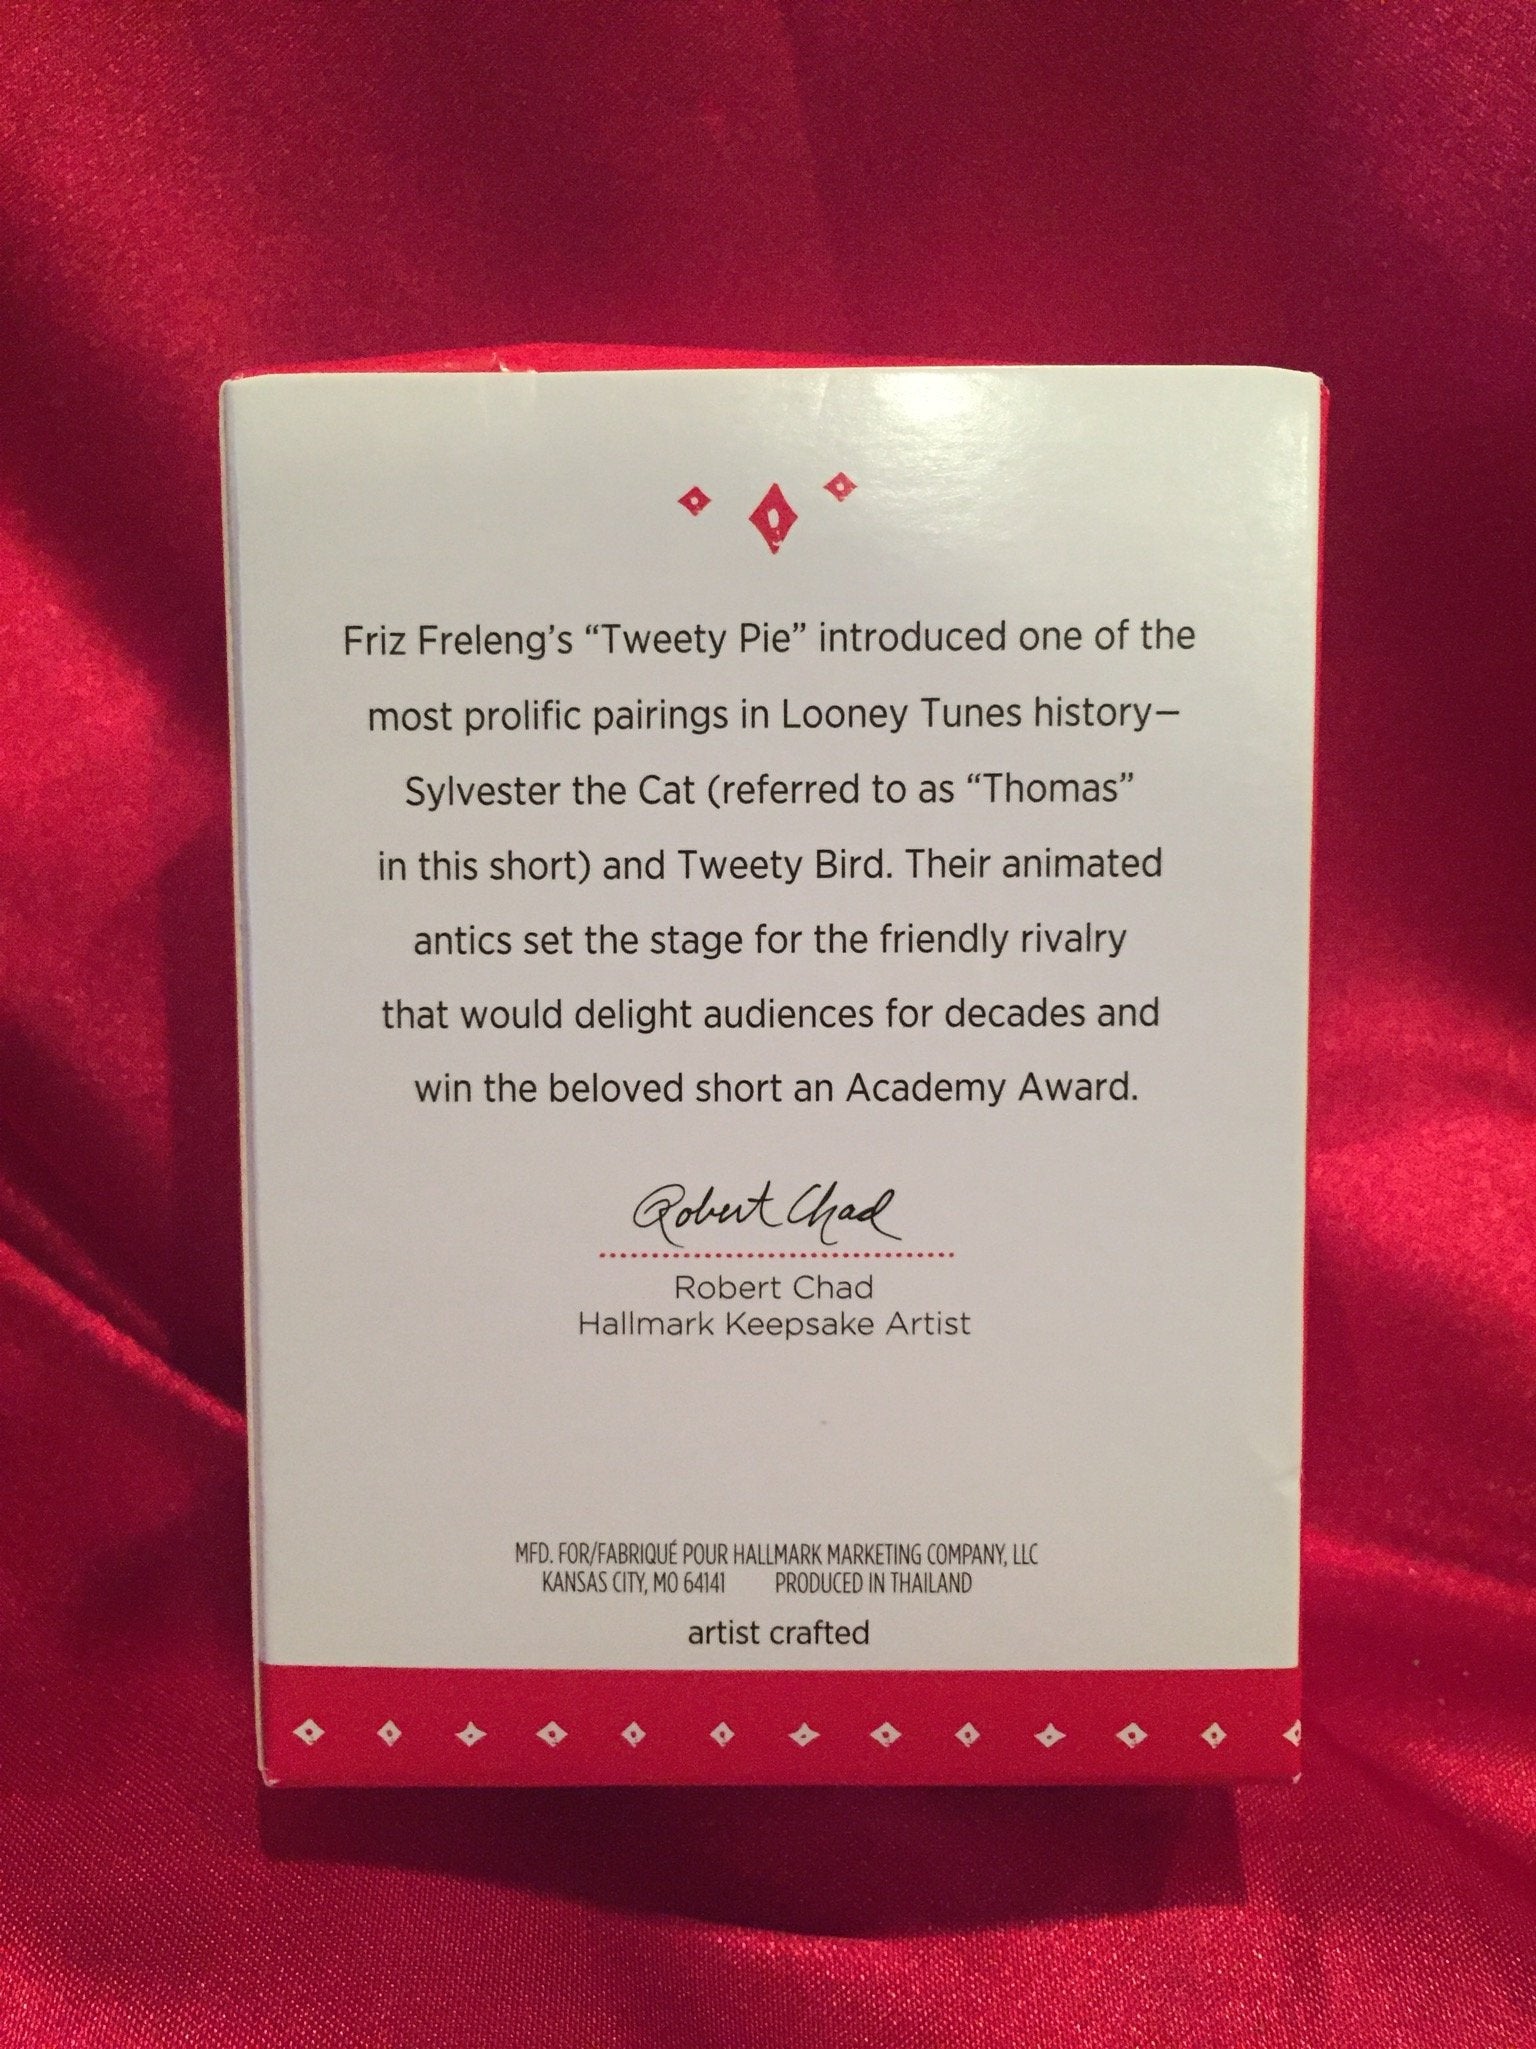 Friz Freleng’s “Tweety Pie” introduced one of the
most prolific pairings in Looney Tunes history—
Sylvester the Cat (referred to as “Thomas”
in this short) and Tweety Bird. Their animated
antics set the stage for the friendly rivalry
that would delight audiences for decades and
win the beloved short an Academy Award.
Robert Chad
Robert Chad
Hallmark Keepsake Artist
MFD. FOR/FABRIQUÉ POUR HALLMARK MARKETING COMPANY, LLC
KANSAS CITY, MO 64141 PRODUCED IN THAILAND
artist crafted